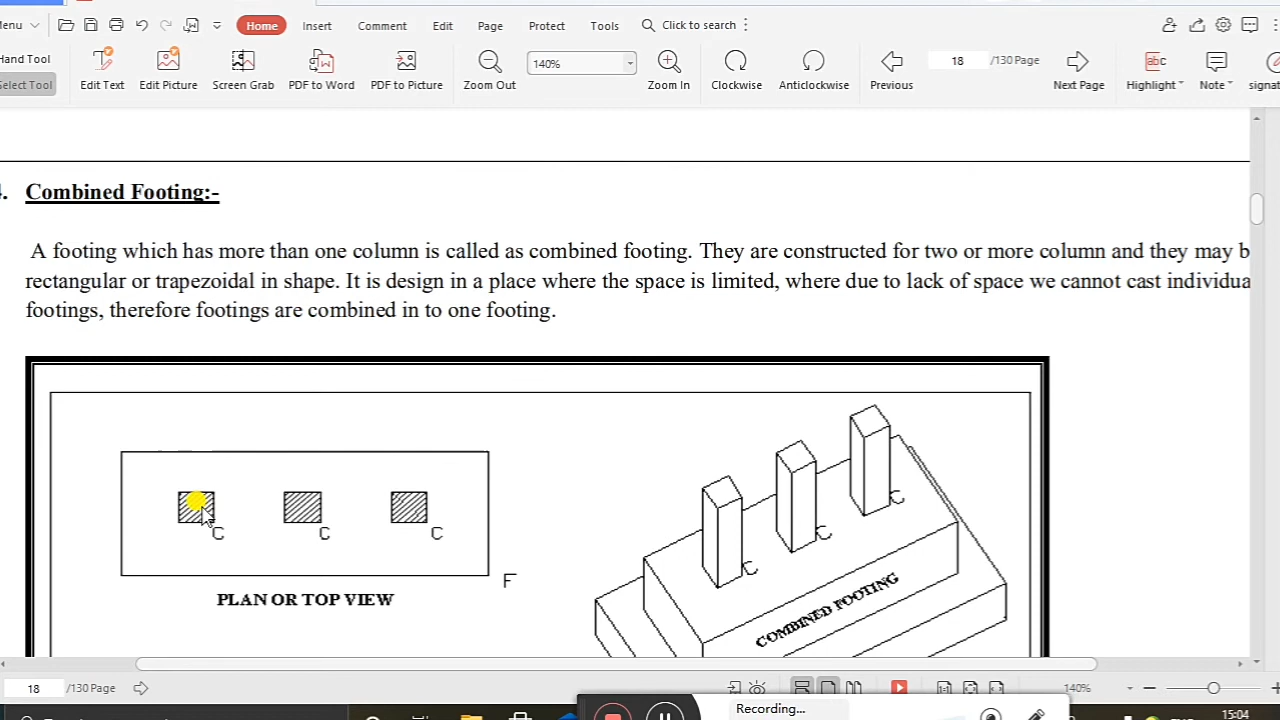 Menu
Home Insert Comment Edit Page Protect Tools Click to search
Hand Tool
Select Tool
Edit Text Edit Picture Screen Grab PDF to Word PDF to Picture Zoom Out 140% Zoom In Clockwise Anticlockwise Previous 18 /130 Page Next Page Highlight Note
abc
Combined Footing:-
A footing which has more than one column is called as combined footing. They are constructed for two or more column and they may b
rectangular or trapezoidal in shape. It is design in a place where the space is limited, where due to lack of space we cannot cast individua
footings, therefore footings are combined in to one footing.
C C C
F
PLAN OR TOP VIEW
C
C
C
COMBINED FOOTING
18 /130 Page 140%
Recording...
15:04